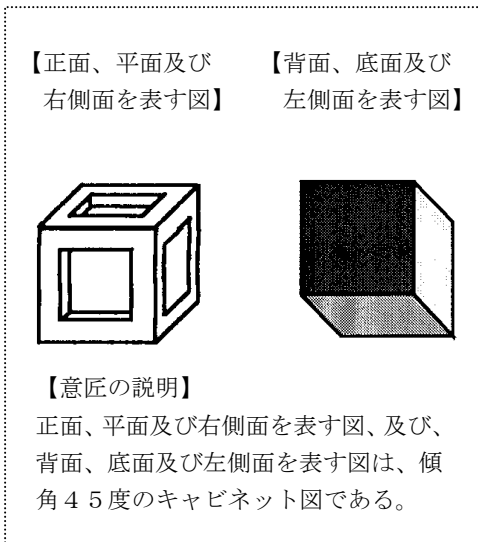 【正面、平面及び
右側面を表す図】
【背面、底面及び
左側面を表す図】
【意匠の説明】
正面、平面及び右側面を表す図、及び、
背面、底面及び左側面を表す図は、傾
角４５度のキャビネット図である。